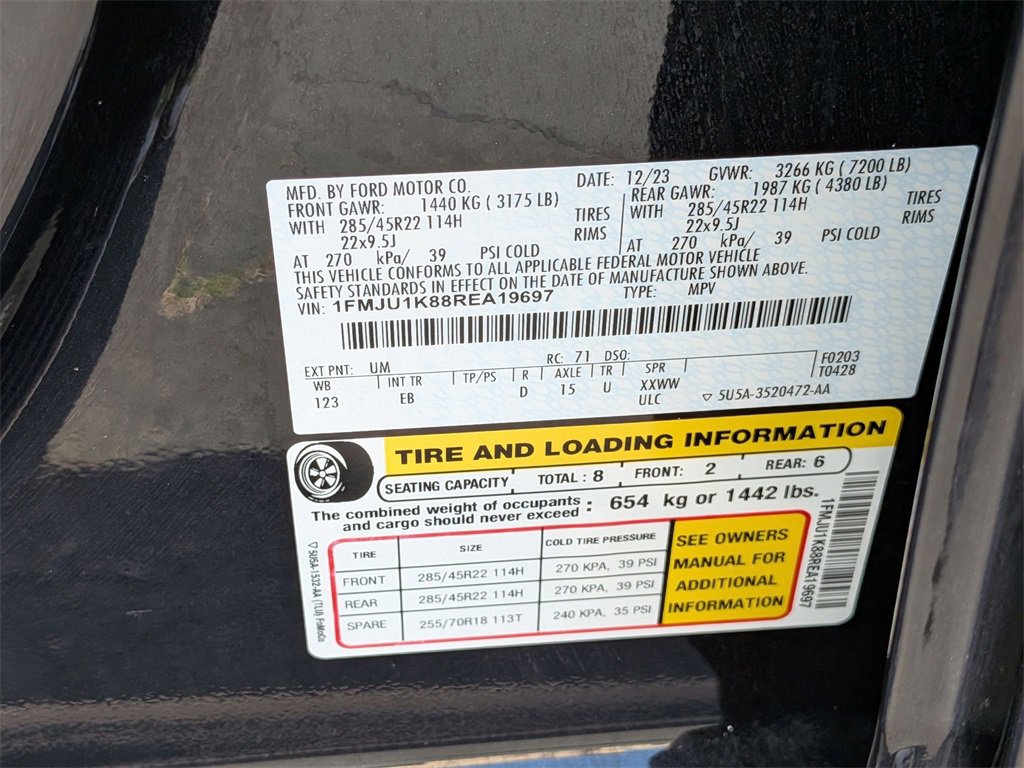 MFD. BY FORD MOTOR CO. DATE: 12/23 GVWR: 3266 KG ( 7200 LB)
FRONT GAWR: 1440 KG ( 3175 LB) REAR GAWR: 1987 KG ( 4380 LB)
WITH 285/45R22 114H TIRES WITH 285/45R22 114H TIRES
22x9.5J RIMS 22x9.5J RIMS
AT 270 kPa/ 39 PSI COLD AT 270 kPa/ 39 PSI COLD
THIS VEHICLE CONFORMS TO ALL APPLICABLE FEDERAL MOTOR VEHICLE
SAFETY STANDARDS IN EFFECT ON THE DATE OF MANUFACTURE SHOWN ABOVE.
VIN: 1FMJU1K88REA19697 TYPE: MPV
EXT PNT: UM RC: 71 DSO: F0203
WB INT TR TP/PS R AXLE TR SPR T0428
123 EB D 15 U XXWW
ULC ▽ 5U5A-3520472-AA
TIRE AND LOADING INFORMATION
SEATING CAPACITY TOTAL : 8 FRONT: 2 REAR: 6
The combined weight of occupants and cargo should never exceed : 654 kg or 1442 lbs.
TIRE SIZE COLD TIRE PRESSURE
FRONT 285/45R22 114H 270 KPA, 39 PSI
REAR 285/45R22 114H 270 KPA, 39 PSI
SPARE 255/70R18 113T 240 KPA, 35 PSI
SEE OWNERS
MANUAL FOR
ADDITIONAL
INFORMATION
1FMJU1K88REA19697
▽ 5U5A-1532-AA (TLU) FoMoCo